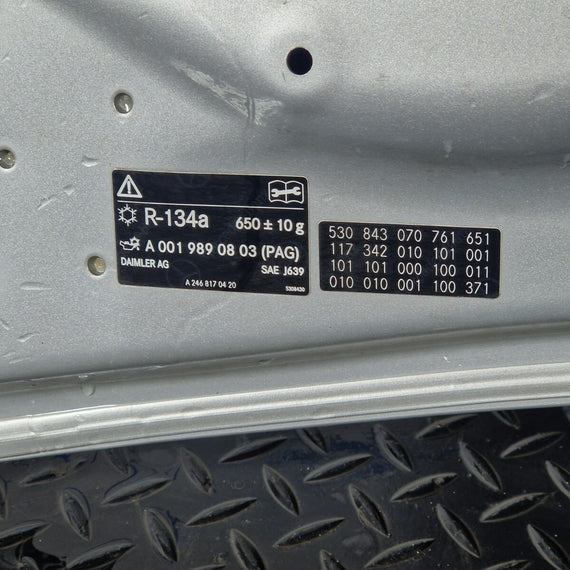 R-134a 650 ± 10 g
A 001 989 08 03 (PAG)
DAIMLER AG SAE J639
A 246 817 04 20 5308430
530 843 070 761 651
117 342 010 101 001
101 101 000 100 011
010 010 001 100 371